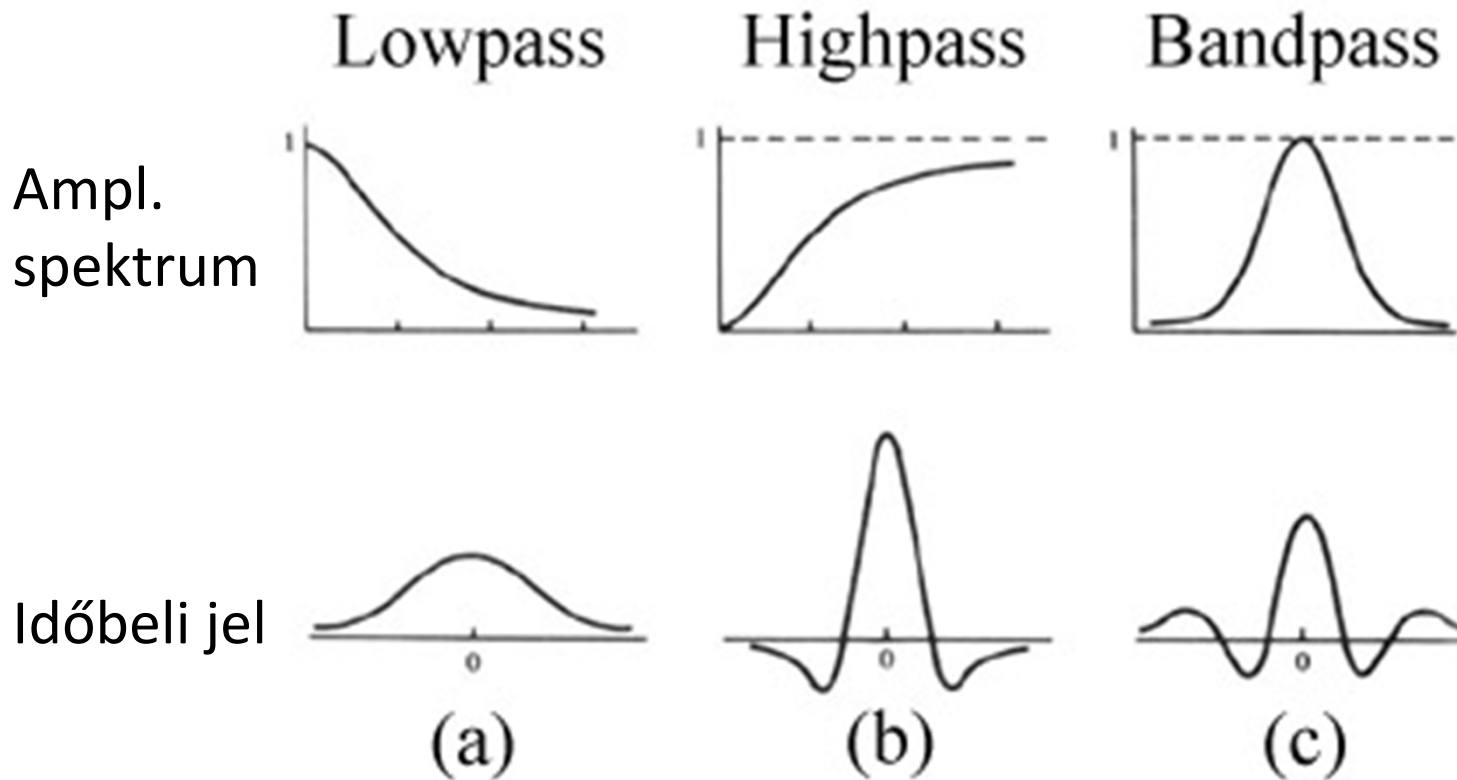 Lowpass Highpass Bandpass
1 1 1
Ampl.
spektrum
Időbeli jel
0 0 0
(a) (b) (c)